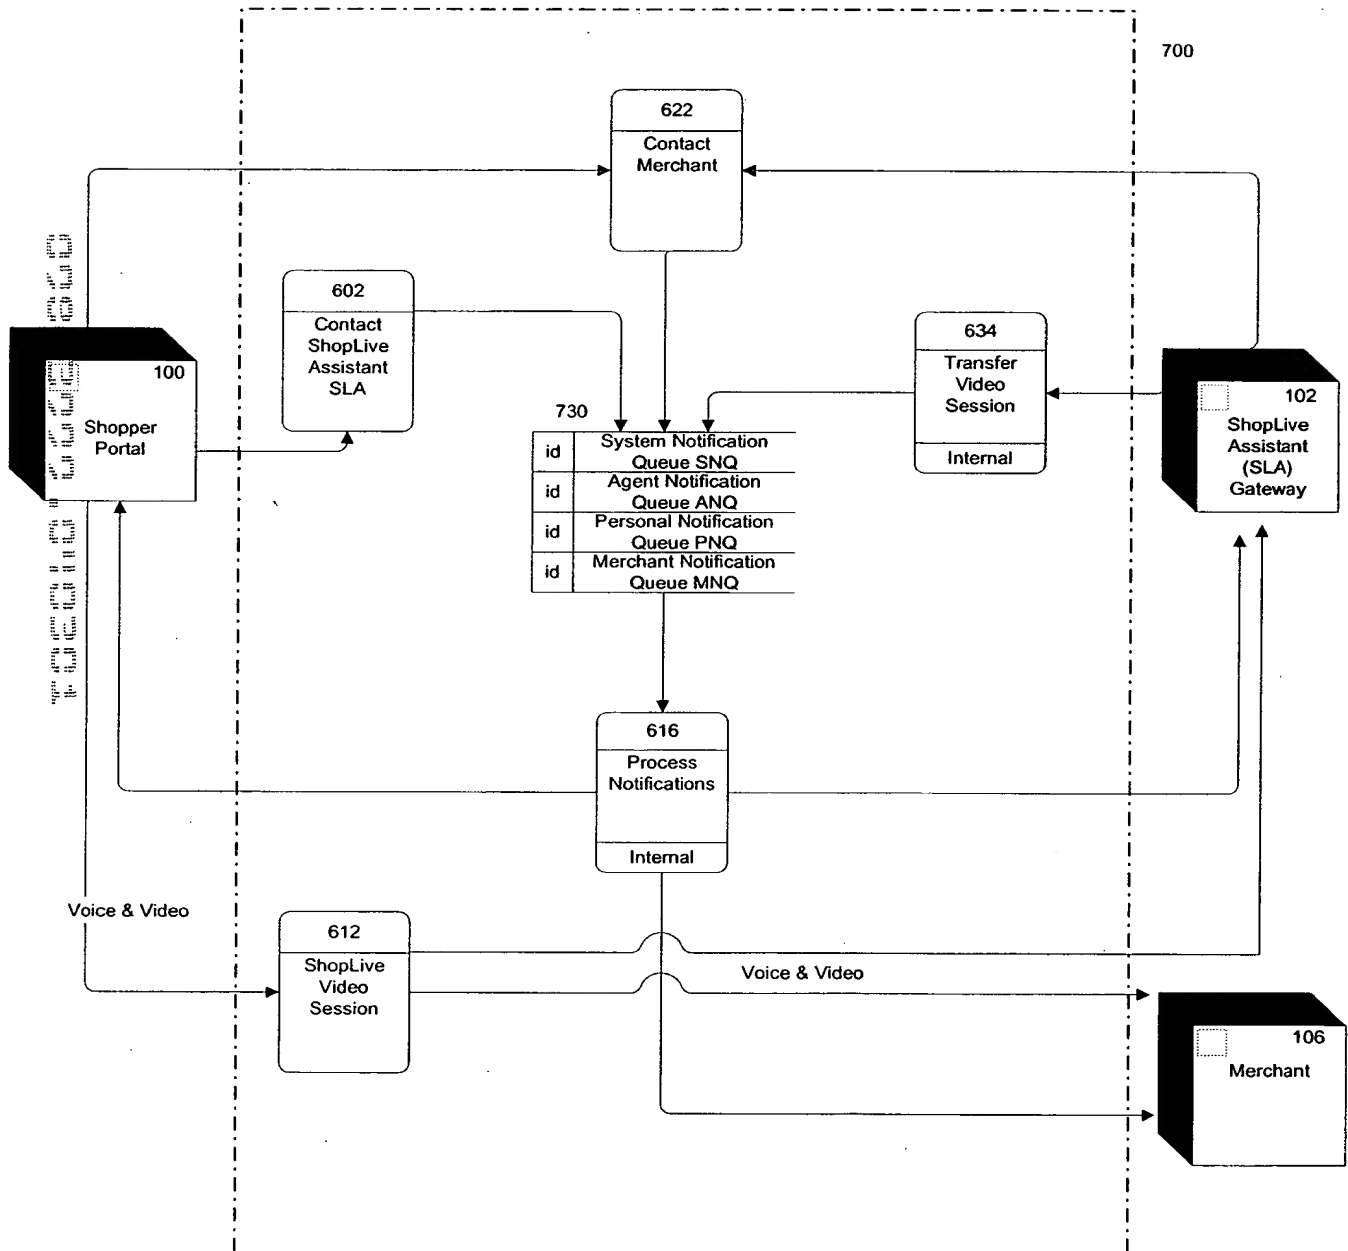 700
622
Contact
Merchant
602
Contact
ShopLive
Assistant
SLA
634
Transfer
Video
Session
Internal
100
Shopper
Portal
102
ShopLive
Assistant
(SLA)
Gateway
730
id
System Notification
Queue SNQ
id
Agent Notification
Queue ANQ
id
Personal Notification
Queue PNQ
id
Merchant Notification
Queue MNQ
616
Process
Notifications
Internal
Voice & Video
612
ShopLive
Video
Session
Voice & Video
106
Merchant